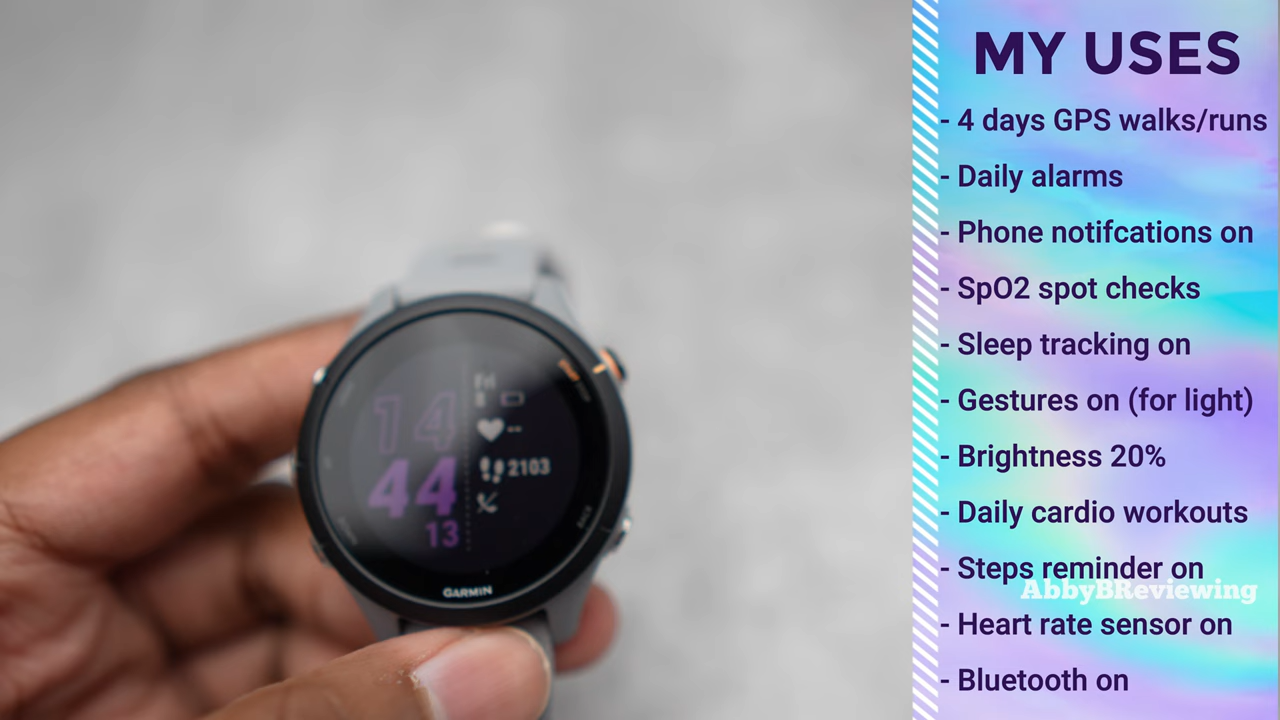 MY USES
- 4 days GPS walks/runs
- Daily alarms
- Phone notifcations on
- SpO2 spot checks
- Sleep tracking on
- Gestures on (for light)
- Brightness 20%
- Daily cardio workouts
- Steps reminder on
AbbyBReviewing
- Heart rate sensor on
- Bluetooth on
14
44
13
--
2103
GARMIN